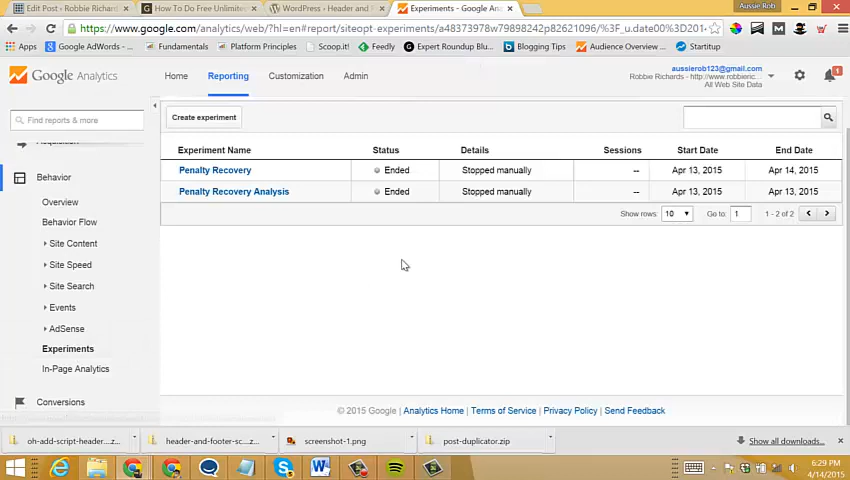 Edit Post ‹ Robbie Richard
How To Do Free Unlimite
WordPress › Header and
Experiments - Google An
Aussie Rob
https://www.google.com/analytics/web/?hl=en#report/siteopt-experiments/a48373978w79898242p82621096/%3F_u.date00%3D201
Apps
Google AdWords -
Fundamentals
Platform Principles
Scoop.it!
Feedly
Expert Roundup Blu
Blogging Tips
Audience Overview
Startitup
Google Analytics
Home
Reporting
Customization
Admin
aussierob123@gmail.com
Robbie Richards - http://www.robbieric...
All Web Site Data
1
Find reports & more
Create experiment
Experiment Name Status Details Sessions Start Date End Date
Penalty Recovery Ended Stopped manually -- Apr 13, 2015 Apr 14, 2015
Penalty Recovery Analysis Ended Stopped manually -- Apr 13, 2015 Apr 13, 2015
Show rows: 10 Go to: 1 1 - 2 of 2
Behavior
Overview
Behavior Flow
Site Content
Site Speed
Site Search
Events
AdSense
Experiments
In-Page Analytics
Conversions
© 2015 Google | Analytics Home | Terms of Service | Privacy Policy | Send Feedback
oh-add-script-header....z...
header-and-footer-sc....z...
screenshot-1.png
post-duplicator.zip
Show all downloads...
6:29 PM
4/14/2015